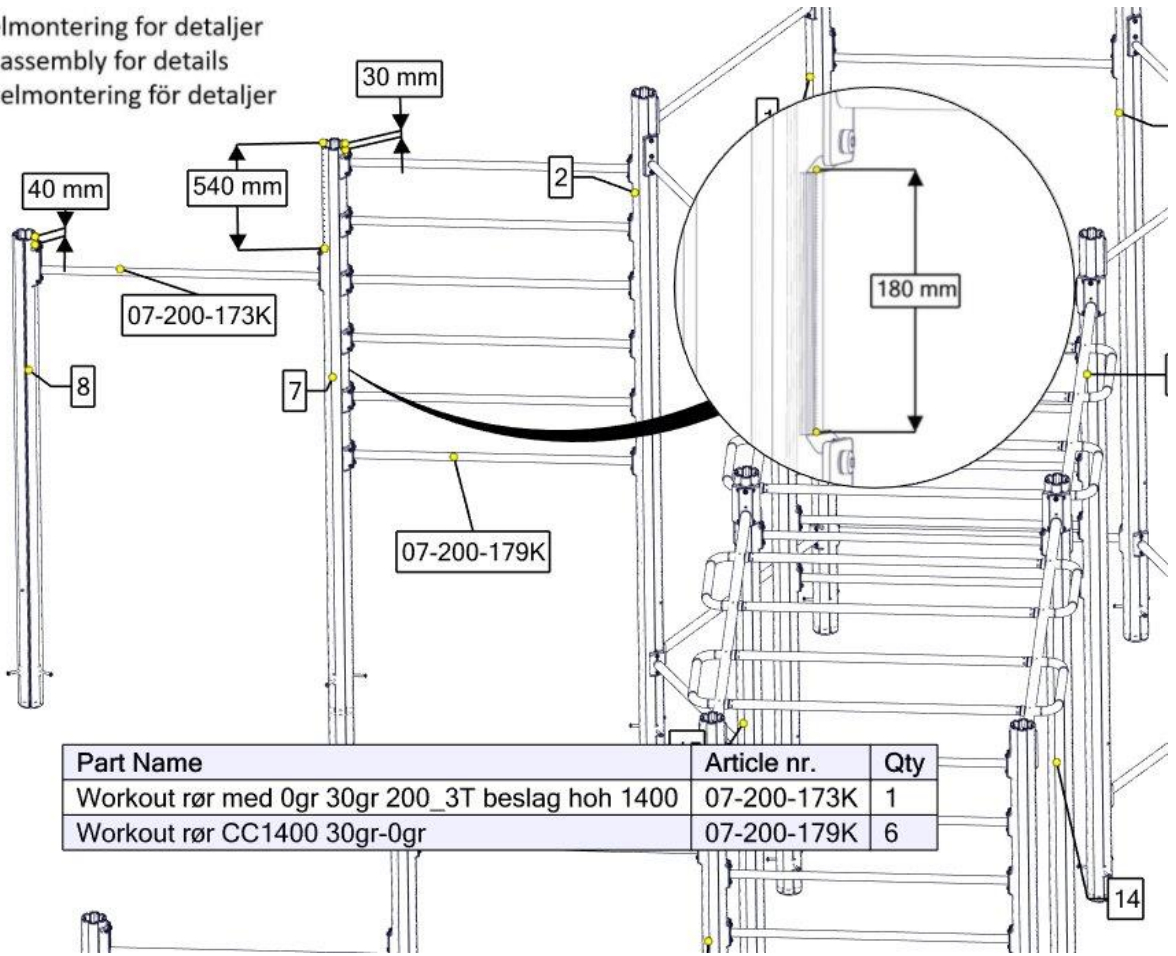 lmontering for detaljer
assembly for details
elmontering för detaljer
30 mm
540 mm
40 mm
2
180 mm
07-200-173K
8
7
07-200-179K
Part Name Article nr. Qty
Workout rør med 0gr 30gr 200_3T beslag hoh 1400 07-200-173K 1
Workout rør CC1400 30gr-0gr 07-200-179K 6
14